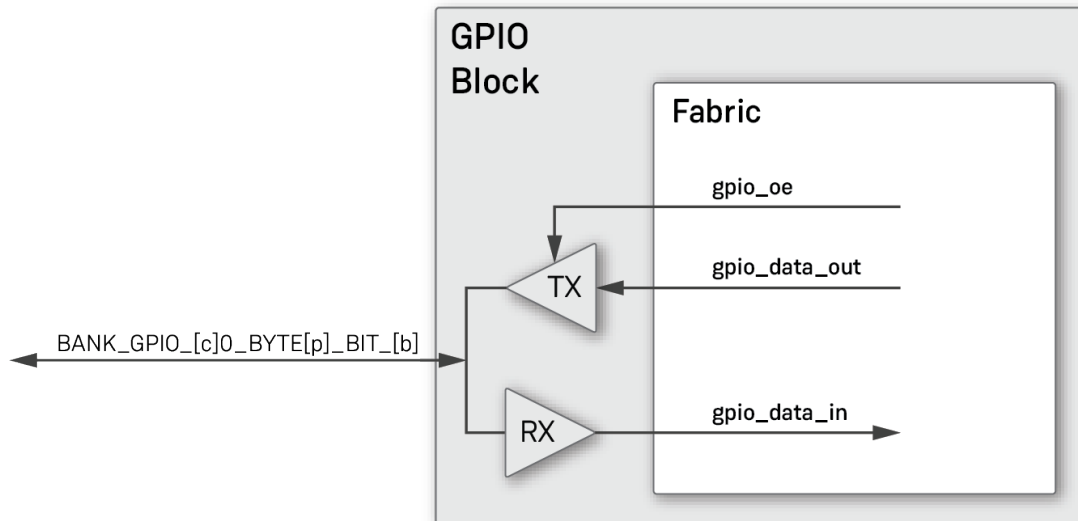 GPIO
Block
Fabric
gpio_oe
TX
gpio_data_out
BANK_GPIO_[c]0_BYTE[p]_BIT_[b]
RX
gpio_data_in